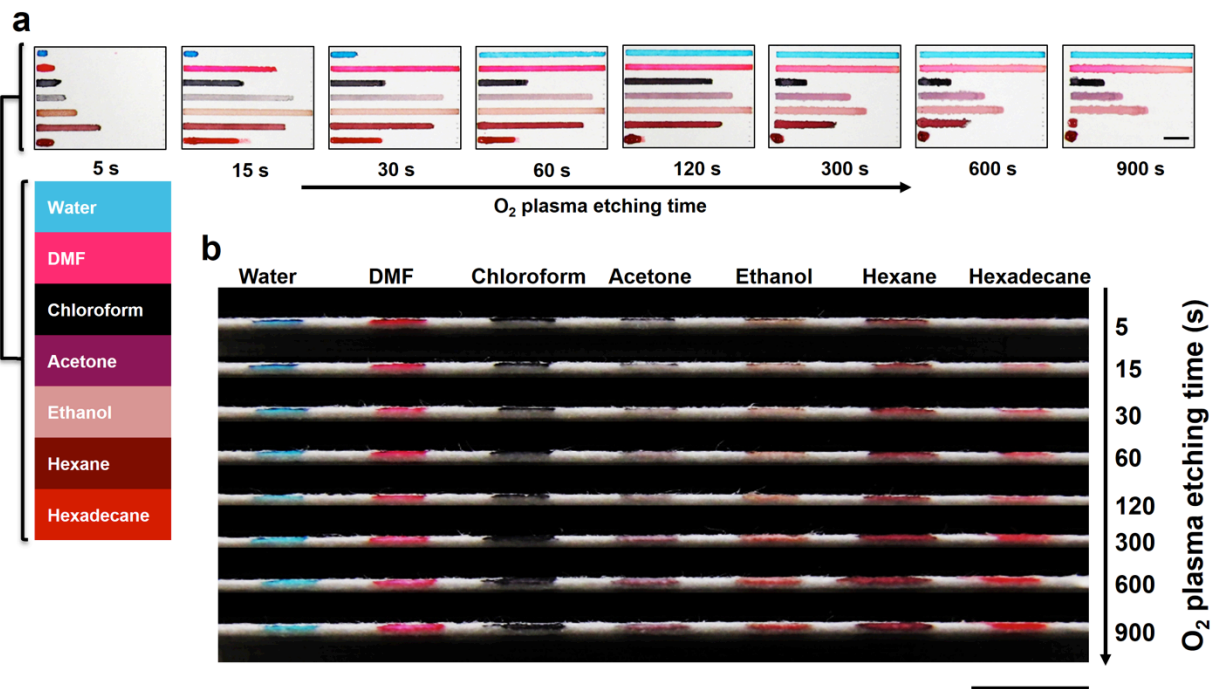 a
5 s 15 s 30 s 60 s 120 s 300 s 600 s 900 s
O₂ plasma etching time
Water
DMF
Chloroform
Acetone
Ethanol
Hexane
Hexadecane
b
Water DMF Chloroform Acetone Ethanol Hexane Hexadecane
5
15
30
60
120
300
600
900
O₂ plasma etching time (s)